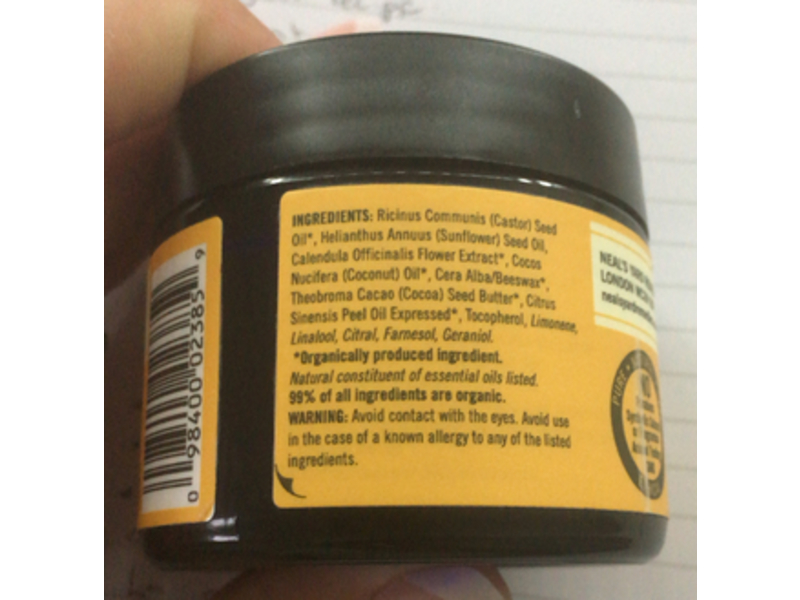 INGREDIENTS: Ricinus Communis (Castor) Seed
Oil*, Helianthus Annuus (Sunflower) Seed Oil,
Calendula Officinalis Flower Extract*, Cocos
Nucifera (Coconut) Oil*, Cera Alba/Beeswax*,
Theobroma Cacao (Cocoa) Seed Butter*, Citrus
Sinensis Peel Oil Expressed*, Tocopherol, Limonene,
Linalool, Citral, Farnesol, Geraniol.
*Organically produced ingredient.
Natural constituent of essential oils listed.
99% of all ingredients are organic.
WARNING: Avoid contact with the eyes. Avoid use
in the case of a known allergy to any of the listed
ingredients.
NEAL'S YARD
LONDON
PURE
NO
0 98400 02385 9